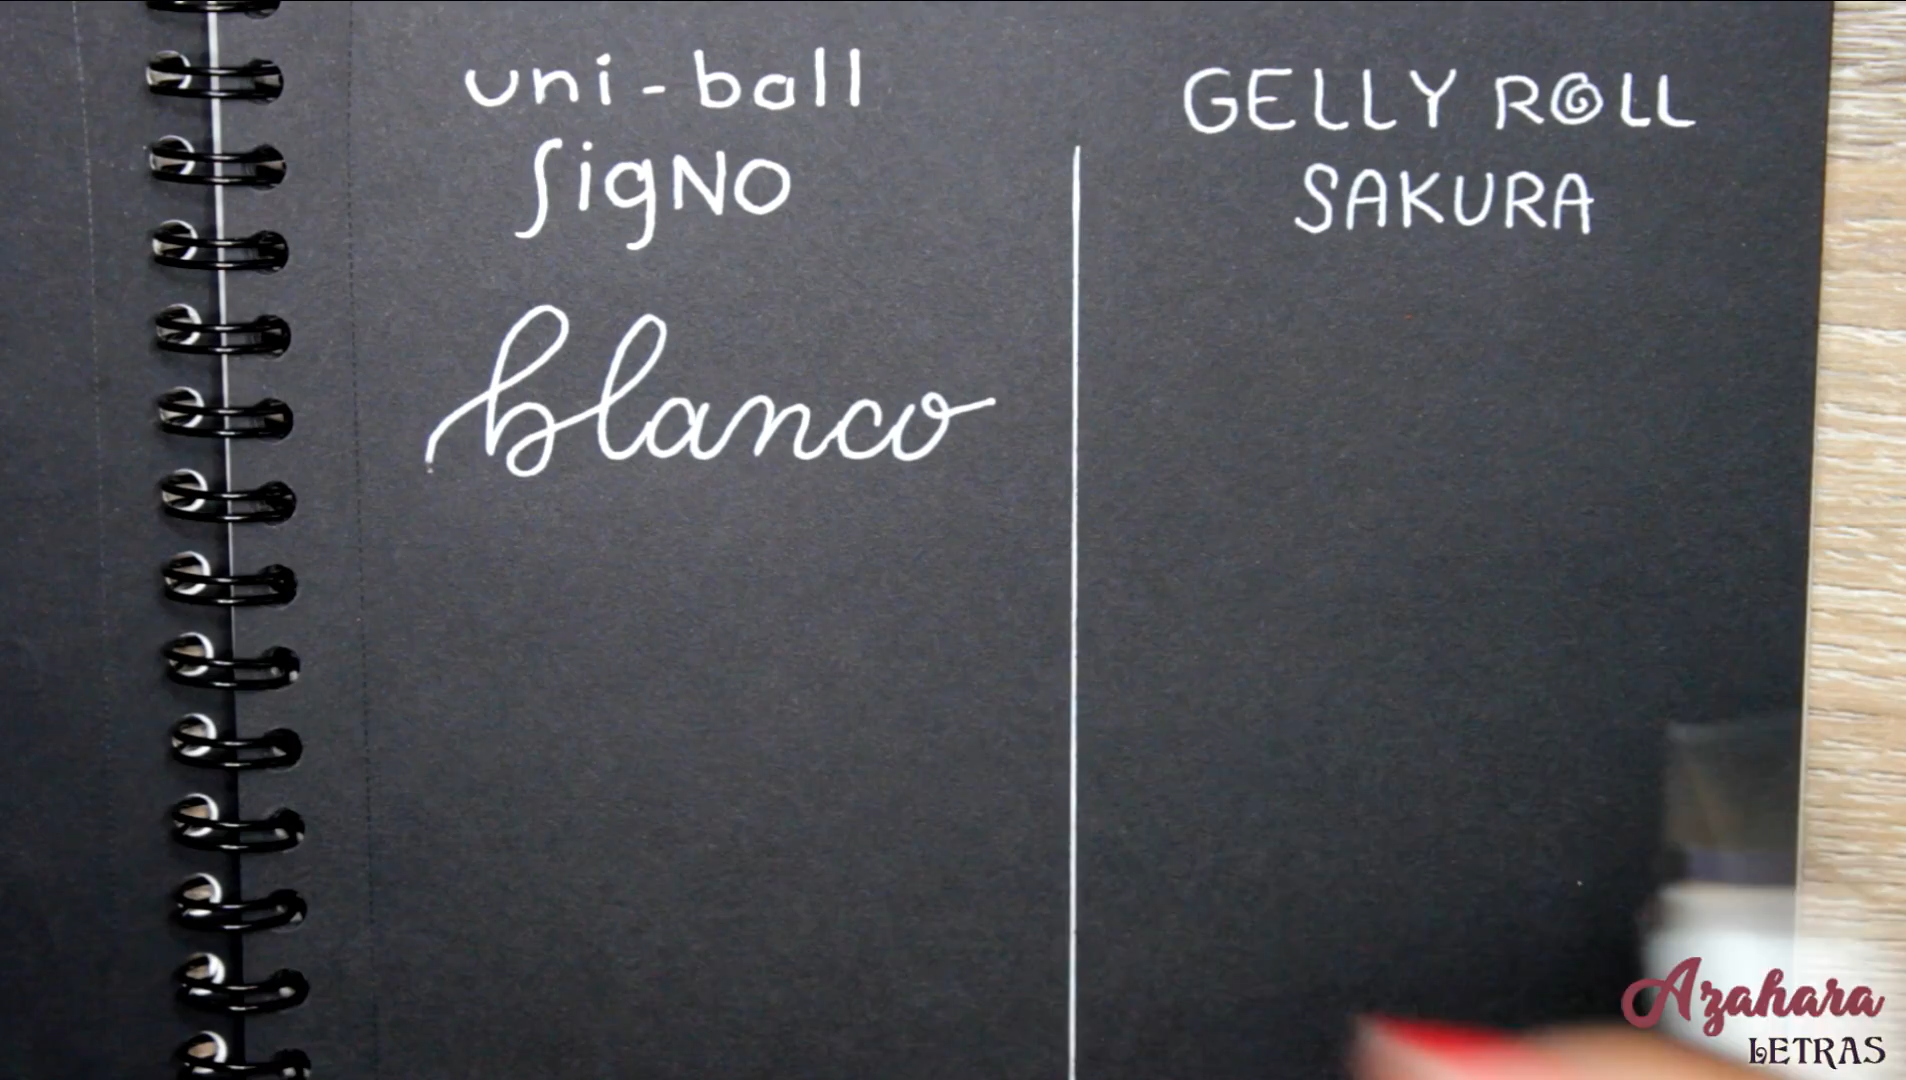 uni-ball
SigNO
blanco
GELLY ROLL
SAKURA
Azahara
LETRAS